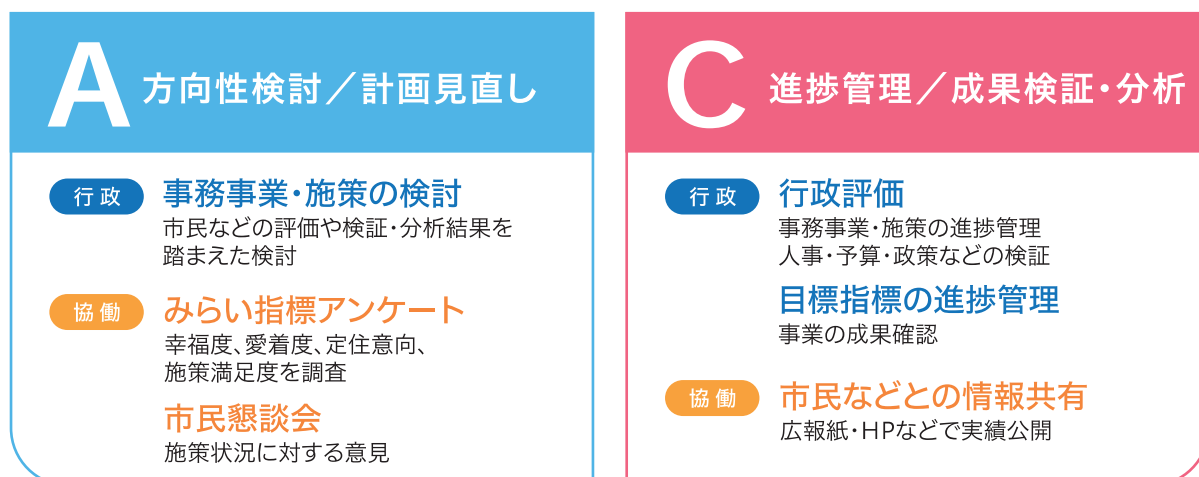 A 方向性検討／計画見直し
行政 事務事業・施策の検討
市民などの評価や検証・分析結果を
踏まえた検討
協働 みらい指標アンケート
幸福度、愛着度、定住意向、
施策満足度を調査
市民懇談会
施策状況に対する意見
C 進捗管理／成果検証・分析
行政 行政評価
事務事業・施策の進捗管理
人事・予算・政策などの検証
目標指標の進捗管理
事業の成果確認
協働 市民などとの情報共有
広報紙・HPなどで実績公開